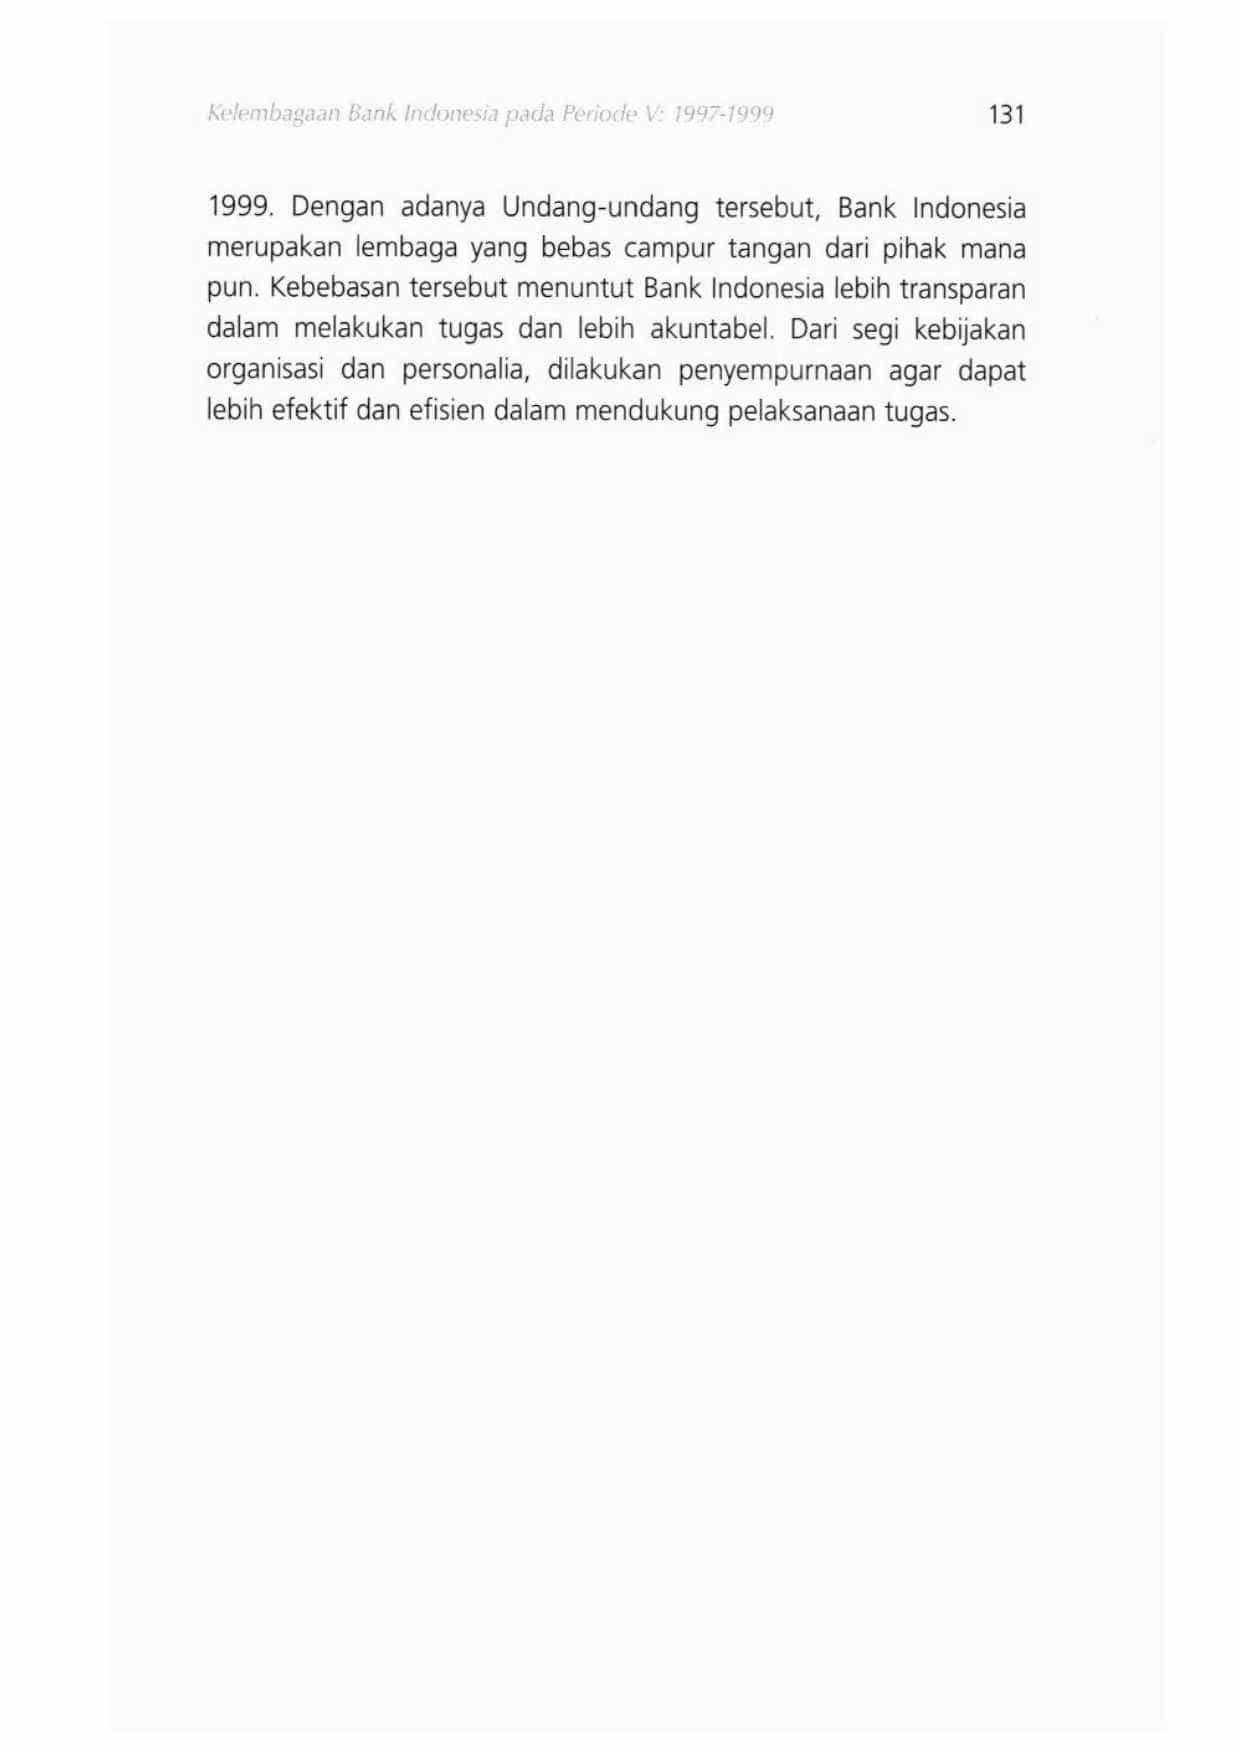 Kelembagaan Bank Indonesia pada Periode V: 1997-1999 131
1999. Dengan adanya Undang-undang tersebut, Bank Indonesia
merupakan lembaga yang bebas campur tangan dari pihak mana
pun. Kebebasan tersebut menuntut Bank Indonesia lebih transparan
dalam melakukan tugas dan lebih akuntabel. Dari segi kebijakan
organisasi dan personalia, dilakukan penyempurnaan agar dapat
lebih efektif dan efisien dalam mendukung pelaksanaan tugas.